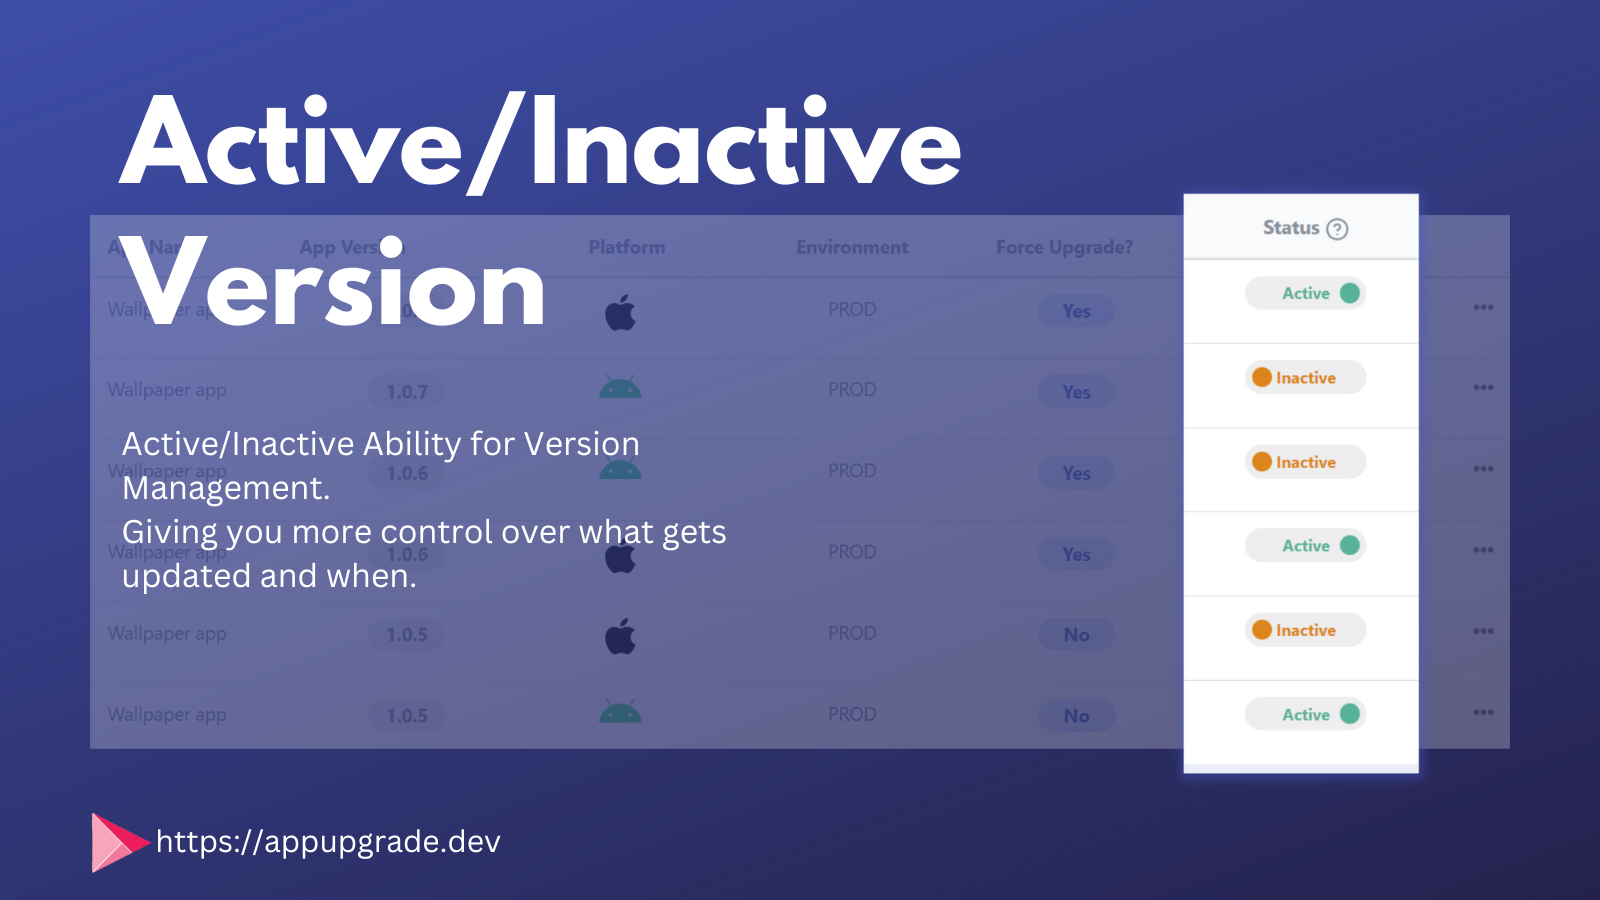 Active/Inactive
Version
App Version Platform Environment Force Upgrade? Status ?
Wallpaper app PROD Yes Active
Wallpaper app 1.0.7 PROD Yes Inactive
Active/Inactive Ability for Version
Management.
Giving you more control over what gets
updated and when.
Wallpaper app 1.0.6 PROD Yes Inactive
Wallpaper app 1.0.6 PROD Yes Active
Wallpaper app 1.0.5 PROD No Inactive
Wallpaper app 1.0.5 PROD No Active
https://appupgrade.dev